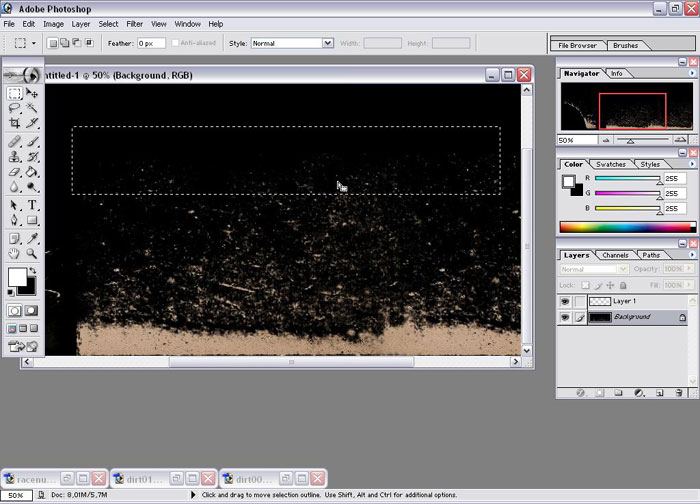 Adobe Photoshop
File Edit Image Layer Select Filter View Window Help
Feather: 0 px Anti-aliased Style: Normal Width: Height: File Browser Brushes
ntitled-1 @ 50% (Background, RGB)
Navigator Info
50%
Color Swatches Styles
R 255
G 255
B 255
Layers Channels Paths
Normal Opacity: 100%
Lock: Fill: 100%
Layer 1
Background
racenu... dirt01... dirt00...
50% Doc: 8,01M/5,7M Click and drag to move selection outline. Use Shift, Alt and Ctrl for additional options.